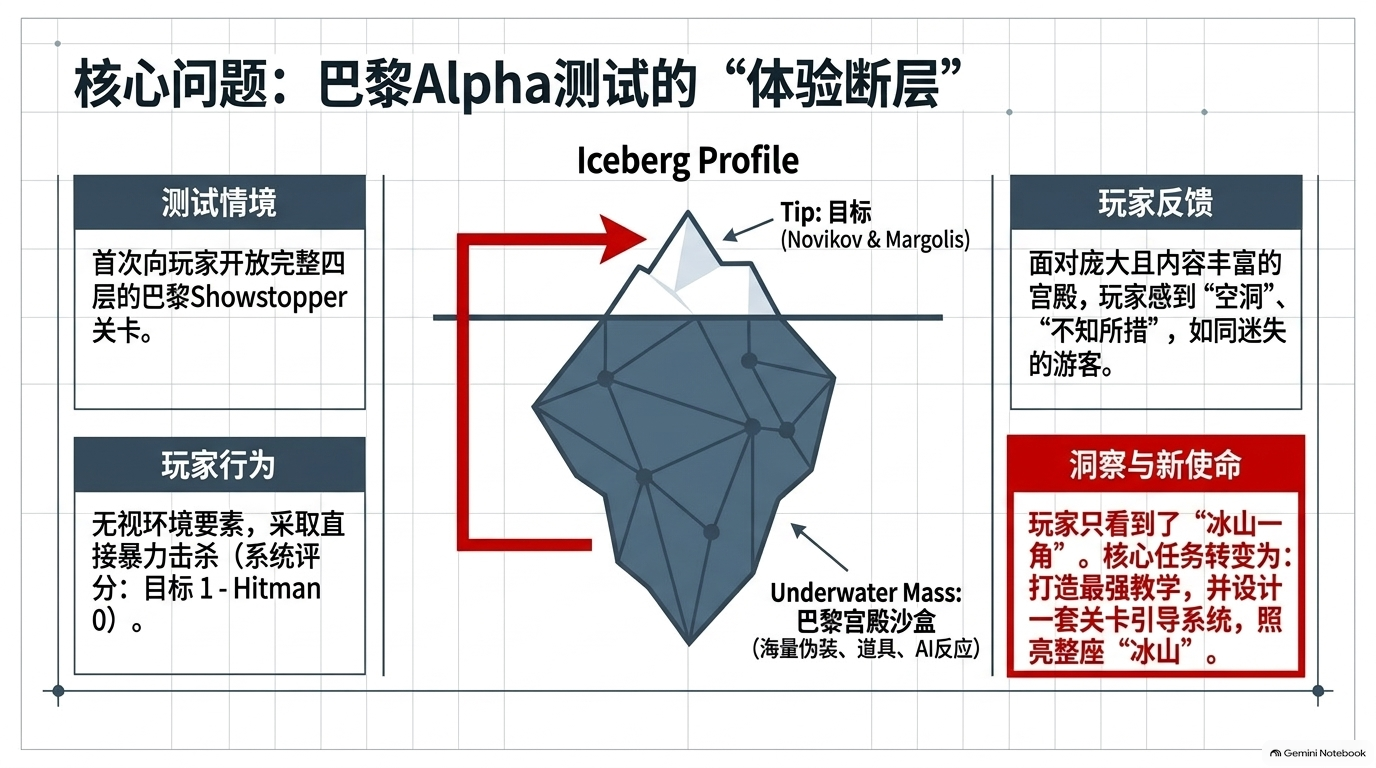 核心问题：巴黎Alpha测试的“体验断层”
测试情境
首次向玩家开放完整四
层的巴黎Showstopper
关卡。
玩家行为
无视环境要素，采取直
接暴力击杀（系统评
分：目标 1 - Hitman
0）。
Iceberg Profile
Tip: 目标
(Novikov & Margolis)
Underwater Mass:
巴黎宫殿沙盒
（海量伪装、道具、AI反应）
玩家反馈
面对庞大且内容丰富的
宫殿，玩家感到 “空洞”、
“不知所措”，如同迷失
的游客。
洞察与新使命
玩家只看到了“冰山一
角”。核心任务转变为：
打造最强教学，并设计
一套关卡引导系统，照
亮整座“冰山”。
Gemini Notebook